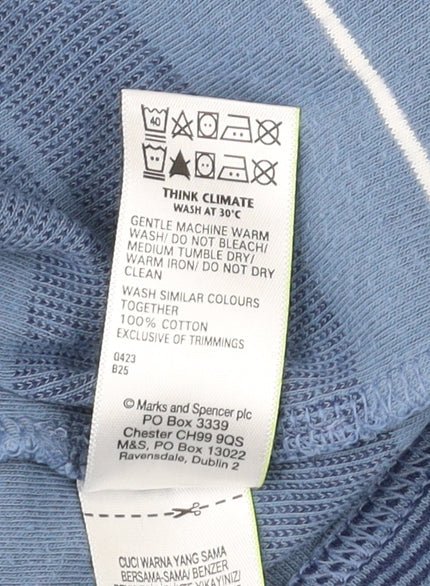 40
THINK CLIMATE
WASH AT 30°C
GENTLE MACHINE WARM
WASH/ DO NOT BLEACH/
MEDIUM TUMBLE DRY/
WARM IRON/ DO NOT DRY
CLEAN
WASH SIMILAR COLOURS
TOGETHER
100% COTTON
EXCLUSIVE OF TRIMMINGS
Q423
B25
© Marks and Spencer plc
PO Box 3339
Chester CH99 9QS
M&S, PO Box 13022
Ravensdale, Dublin 2
CUCI WARNA YANG SAMA
BERSAMA-SAMA/ BENZER